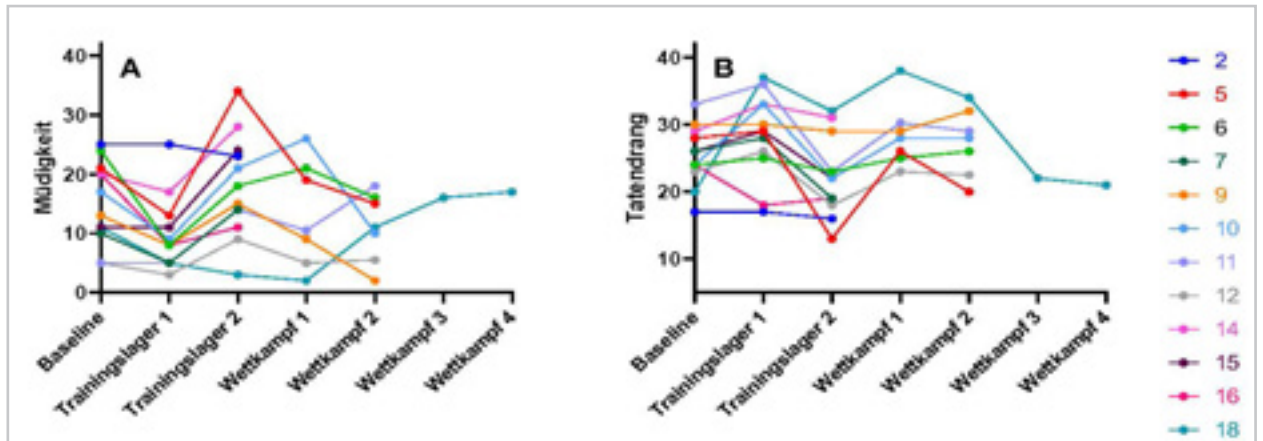 A
Müdigkeit
40
30
20
10
0
Baseline
Trainingslager 1
Trainingslager 2
Wettkampf 1
Wettkampf 2
Wettkampf 3
Wettkampf 4
B
Tatendrang
40
30
20
10
Baseline
Trainingslager 1
Trainingslager 2
Wettkampf 1
Wettkampf 2
Wettkampf 3
Wettkampf 4
2
5
6
7
9
10
11
12
14
15
16
18